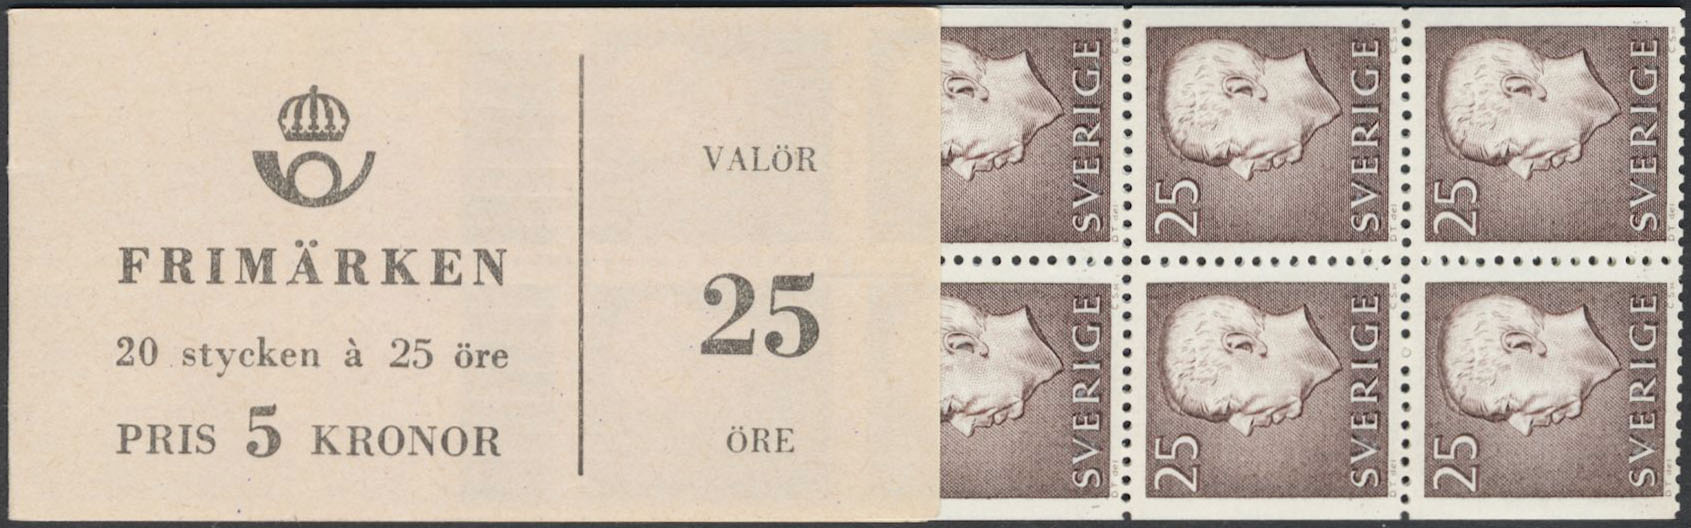 FRIMÄRKEN
20 stycken à 25 öre
PRIS 5 KRONOR
VALÖR
25
ÖRE
SVERIGE
25 SVERIGE
25 SVERIGE
SVERIGE
25 SVERIGE
25 SVERIGE